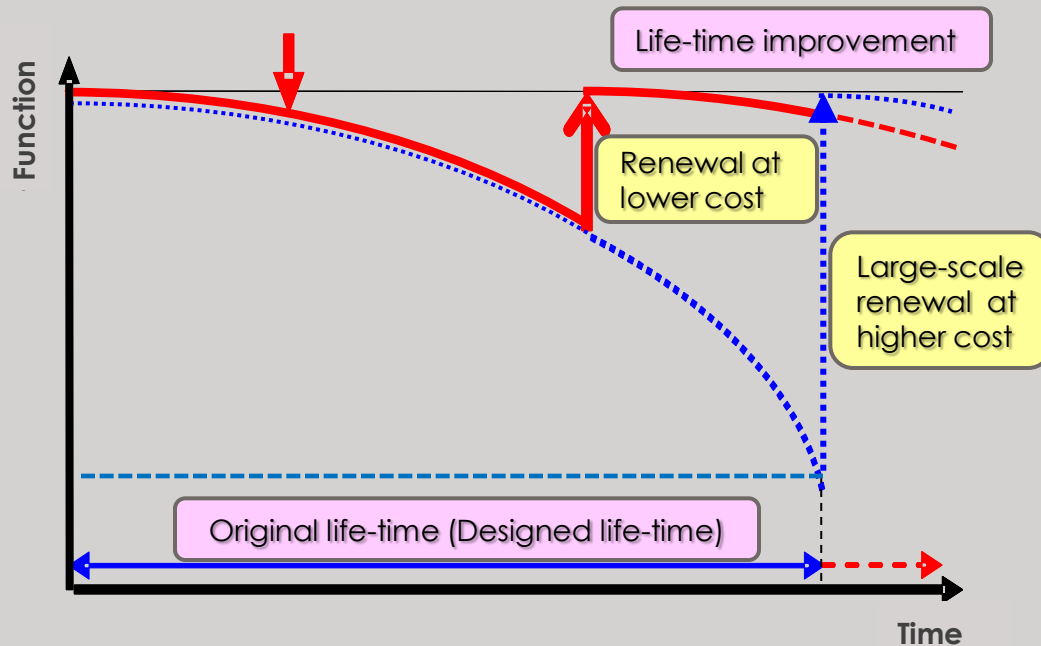 Life-time improvement
Function
Renewal at
lower cost
Large-scale
renewal at
higher cost
Original life-time (Designed life-time)
Time